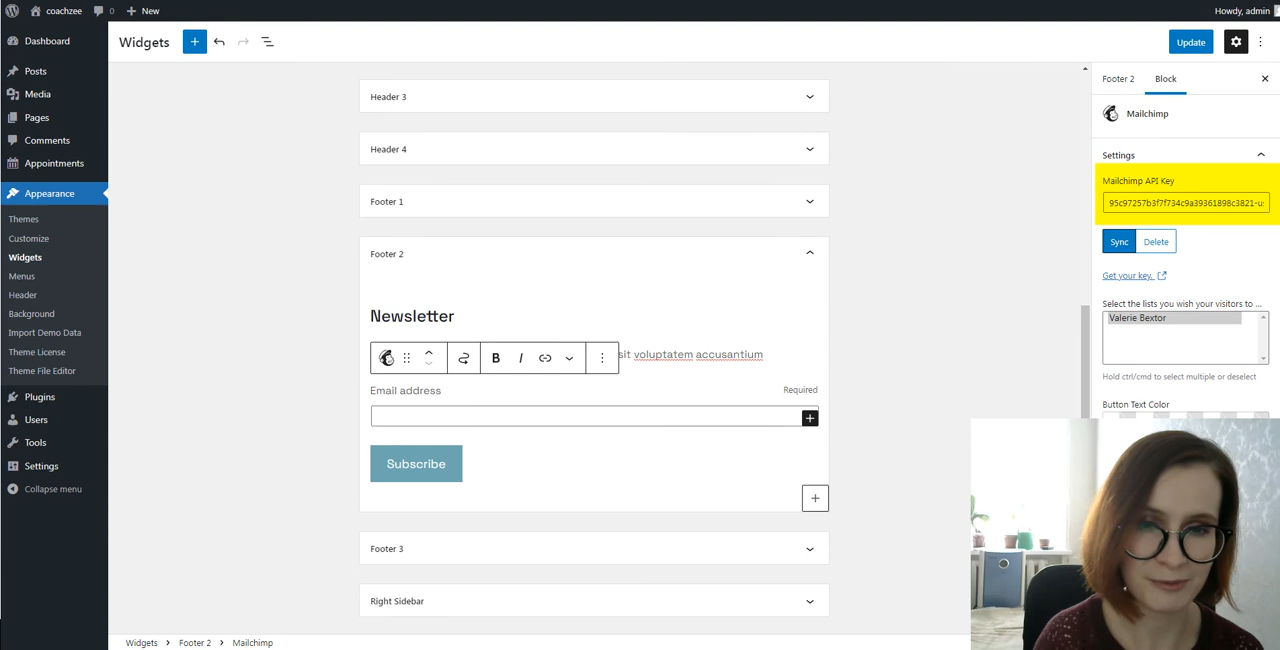 coachzee 0 New Howdy, admin
Dashboard
Posts
Media
Pages
Comments
Appointments
Appearance
Themes
Customize
Widgets
Menus
Header
Background
Import Demo Data
Theme License
Theme File Editor
Plugins
Users
Tools
Settings
Collapse menu
Widgets
Update
Header 3
Header 4
Footer 1
Footer 2
Newsletter
B I
sit voluptatem accusantium
Email address Required
Subscribe
Footer 3
Right Sidebar
Widgets Footer 2 Mailchimp
Footer 2 Block
Mailchimp
Settings
Mailchimp API Key
95c97257b3f7f734c9a39361898c3821-us
Sync Delete
Get your key.
Select the lists you wish your visitors to ...
Valerie Bextor
Hold ctrl/cmd to select multiple or deselect
Button Text Color